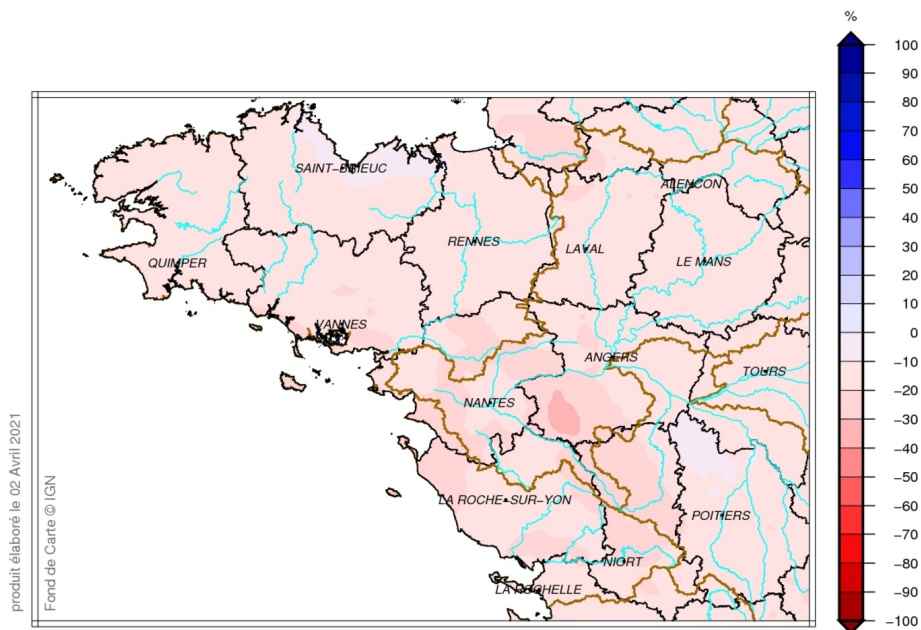 %
100
90
80
70
60
50
40
30
20
10
0
−10
−20
−30
−40
−50
−60
−70
−80
−90
−100
SAINT−BRIEUC
ALENCON
RENNES
LAVAL
LE MANS
QUIMPER
VANNES
ANGERS
TOURS
NANTES
LA ROCHE−SUR−YON
POITIERS
NIORT
LA ROCHELLE
produit élaboré le 02 Avril 2021
Fond de Carte © IGN